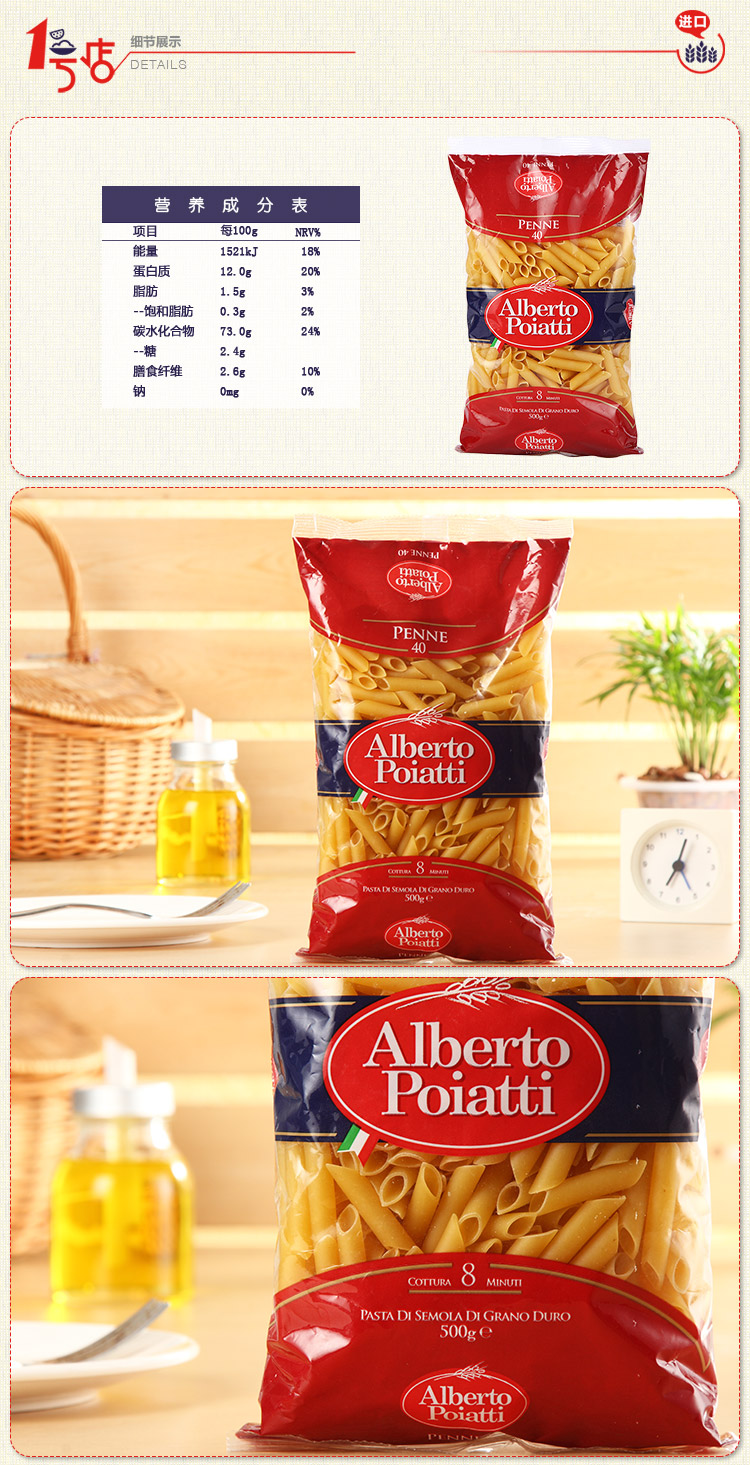 1号店
细节展示
DETAILS
进口
营养成分表
项目 每100g NRV%
能量 1521kJ 18%
蛋白质 12.0g 20%
脂肪 1.5g 3%
--饱和脂肪 0.3g 2%
碳水化合物 73.0g 24%
--糖 2.4g
膳食纤维 2.6g 10%
钠 0mg 0%
PENNE 40
Alberto
Poiatti
PENNE
40
Alberto
Poiatti
COTTURA 8 MINUTI
PASTA DI SEMOLA DI GRANO DURO
500g e
Alberto
Poiatti
PENNE 40
Alberto
Poiatti
PENNE
40
Alberto
Poiatti
COTTURA 8 MINUTI
PASTA DI SEMOLA DI GRANO DURO
500g e
Alberto
Poiatti
PENNE
Alberto
Poiatti
COTTURA 8 MINUTI
PASTA DI SEMOLA DI GRANO DURO
500g e
Alberto
Poiatti
PENNE